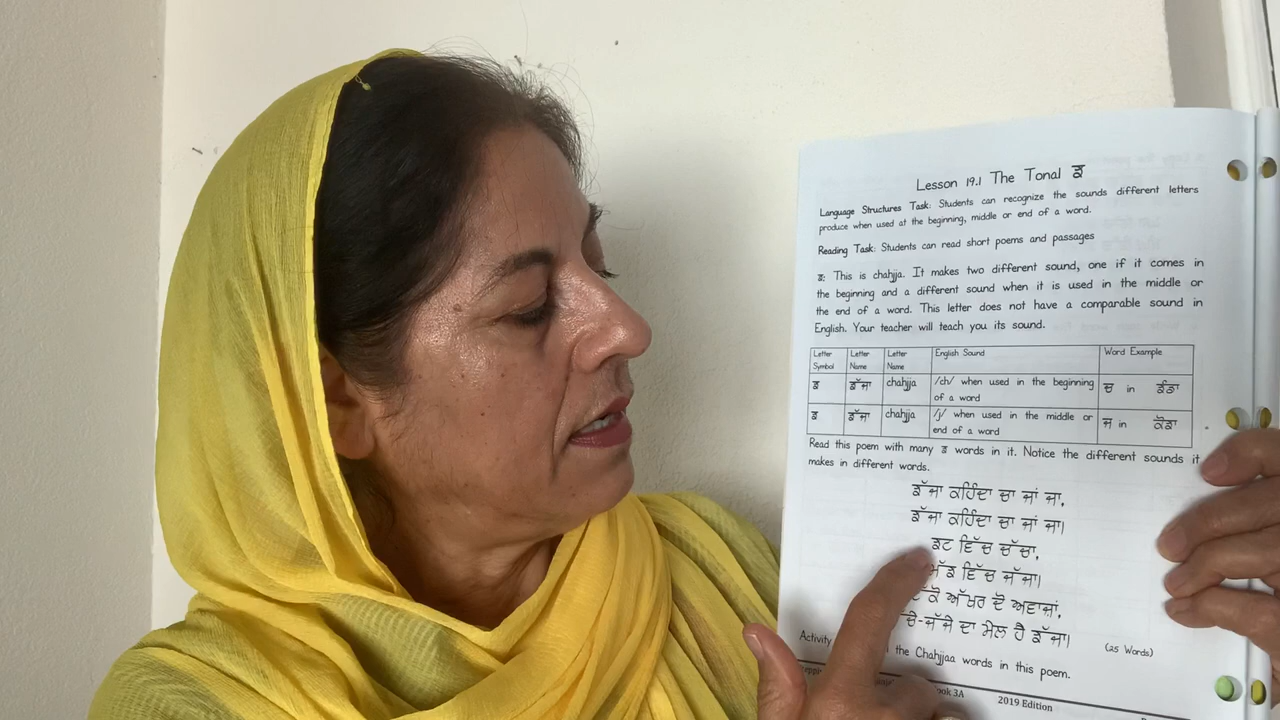 Lesson 19.1 The Tonal ਝ
Language Structures Task: Students can recognize the sounds different letters
produce when used at the beginning, middle or end of a word.
Reading Task: Students can read short poems and passages
ਝ: This is chahjja. It makes two different sound, one if it comes in
the beginning and a different sound when it is used in the middle or
the end of a word. This letter does not have a comparable sound in
English. Your teacher will teach you its sound.
Letter Symbol Letter Name Letter Name English Sound Word Example
ਝ ਝੱਜਾ chahjja /ch/ when used in the beginning of a word ਚ in ਝੰਡਾ
ਝ ਝੱਜਾ chahjja /j/ when used in the middle or end of a word ਜ in
Read this poem with many ਝ words in it. Notice the different sounds it
makes in different words.
ਝੱਜਾ ਕਹਿੰਦਾ ਚਾ ਜਾਂ ਜਾ,
ਝੱਜਾ ਕਹਿੰਦਾ ਚਾ ਜਾਂ ਜਾ।
ਝਟ ਵਿੱਚ ਚੱਚਾ,
ਮੱਝ ਵਿੱਚ ਜੱਜਾ।
ਅੱਖਰ ਦੋ ਅਵਾਜ਼ਾਂ,
ਜੱਜੇ ਦਾ ਮੇਲ ਹੈ ਝੱਜਾ।
(25 Words)
Activity the Chahjjaa words in this poem.
ook 3A 2019 Edition